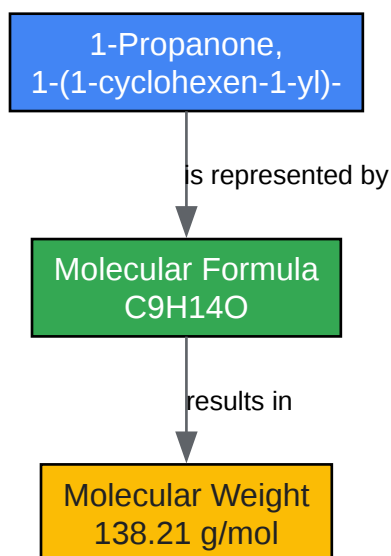 1-Propanone,
1-(1-cyclohexen-1-yl)-
is represented by
Molecular Formula
C9H14O
results in
Molecular Weight
138.21 g/mol